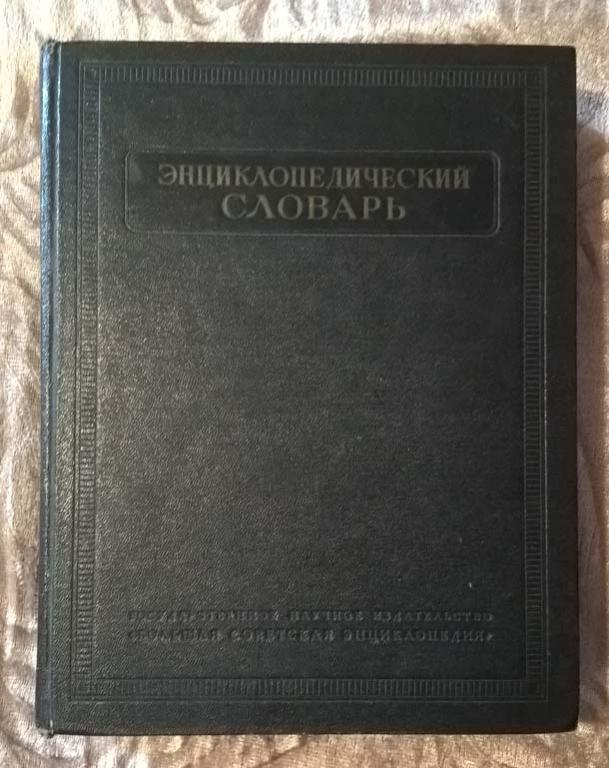 ЭНЦИКЛОПЕДИЧЕСКИЙ
СЛОВАРЬ
ГОСУДАРСТВЕННОЕ НАУЧНОЕ ИЗДАТЕЛЬСТВО
«БОЛЬШАЯ СОВЕТСКАЯ ЭНЦИКЛОПЕДИЯ»